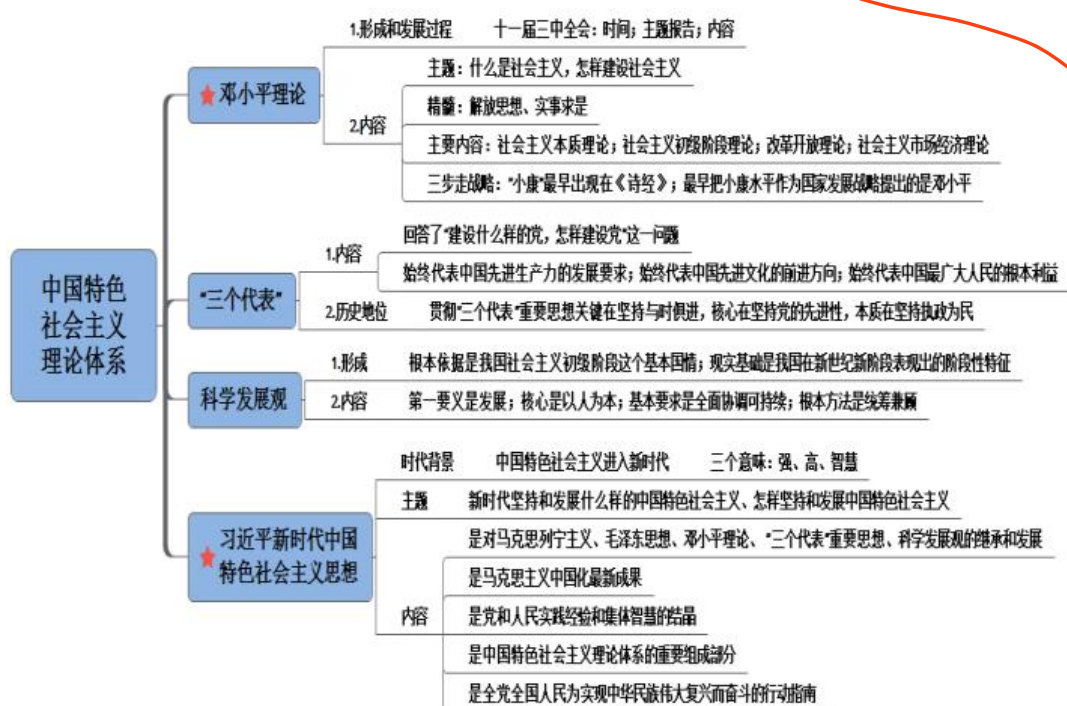 中国特色
社会主义
理论体系
★邓小平理论
1.形成和发展过程 十一届三中全会：时间；主题报告；内容
2.内容
主题：什么是社会主义，怎样建设社会主义
精髓：解放思想、实事求是
主要内容：社会主义本质理论；社会主义初级阶段理论；改革开放理论；社会主义市场经济理论
三步走战略："小康"最早出现在《诗经》；最早把小康水平作为国家发展战略提出的是邓小平
"三个代表"
1.内容
回答了"建设什么样的党，怎样建设党"这一问题
始终代表中国先进生产力的发展要求；始终代表中国先进文化的前进方向；始终代表中国最广大人民的根本利益
2.历史地位 贯彻"三个代表"重要思想关键在坚持与时俱进，核心在坚持党的先进性，本质在坚持执政为民
科学发展观
1.形成 根本依据是我国社会主义初级阶段这个基本国情；现实基础是我国在新世纪新阶段表现出的阶段性特征
2.内容 第一要义是发展；核心是以人为本；基本要求是全面协调可持续；根本方法是统筹兼顾
★习近平新时代中国
特色社会主义思想
时代背景 中国特色社会主义进入新时代 三个意味：强、高、智慧
主题 新时代坚持和发展什么样的中国特色社会主义、怎样坚持和发展中国特色社会主义
内容
是对马克思列宁主义、毛泽东思想、邓小平理论、"三个代表"重要思想、科学发展观的继承和发展
是马克思主义中国化最新成果
是党和人民实践经验和集体智慧的结晶
是中国特色社会主义理论体系的重要组成部分
是全党全国人民为实现中华民族伟大复兴而奋斗的行动指南